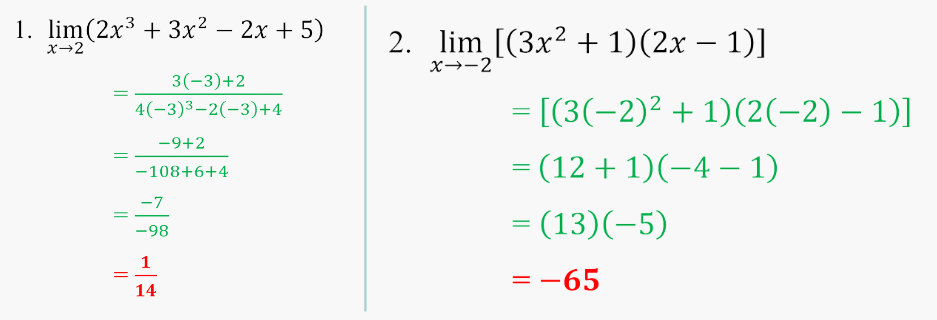 1. lim x→2 (2x³ + 3x² − 2x + 5)
= 3(−3)+2 / 4(−3)³−2(−3)+4
= −9+2 / −108+6+4
= −7 / −98
= 1 / 14
2. lim x→−2 [(3x² + 1)(2x − 1)]
= [(3(−2)² + 1)(2(−2) − 1)]
= (12 + 1)(−4 − 1)
= (13)(−5)
= −65